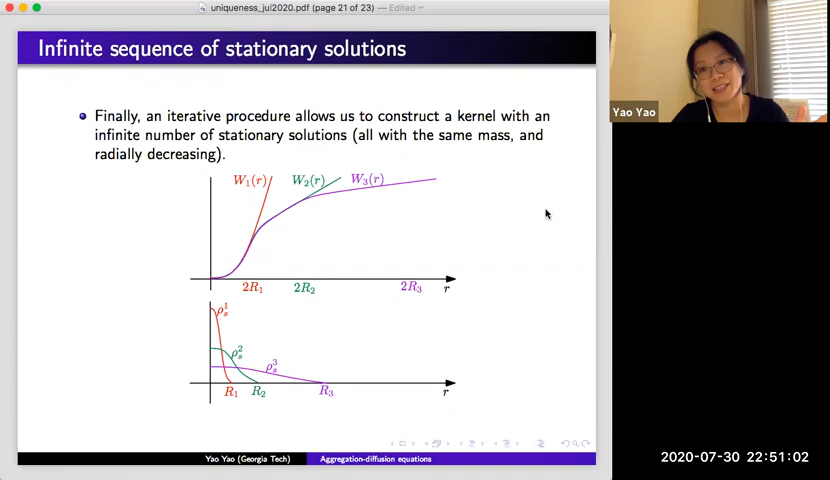 uniqueness_jul2020.pdf (page 21 of 23) — Edited
Infinite sequence of stationary solutions
Finally, an iterative procedure allows us to construct a kernel with an
infinite number of stationary solutions (all with the same mass, and
radially decreasing).
W₁(r) W₂(r) W₃(r)
2R₁ 2R₂ 2R₃ r
ρₛ¹
ρₛ²
ρₛ³
R₁ R₂ R₃ r
Yao Yao (Georgia Tech) Aggregation-diffusion equations
Yao Yao
2020-07-30 22:51:02